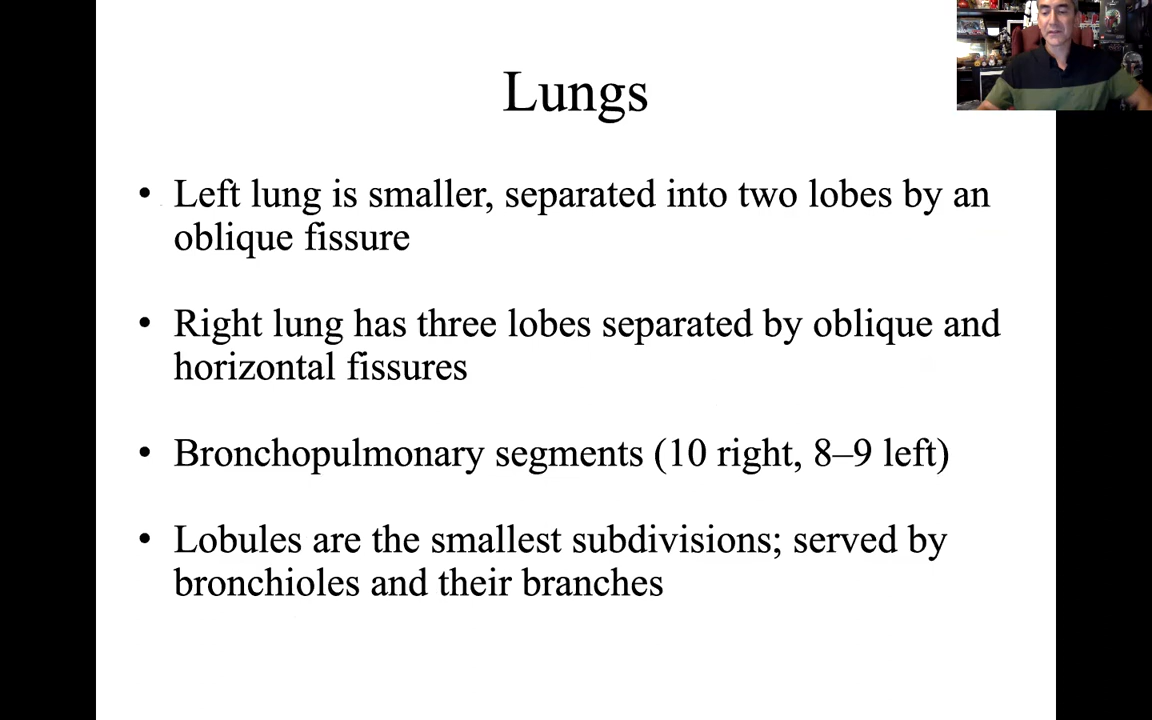 Lungs
• Left lung is smaller, separated into two lobes by an
oblique fissure
• Right lung has three lobes separated by oblique and
horizontal fissures
• Bronchopulmonary segments (10 right, 8–9 left)
• Lobules are the smallest subdivisions; served by
bronchioles and their branches